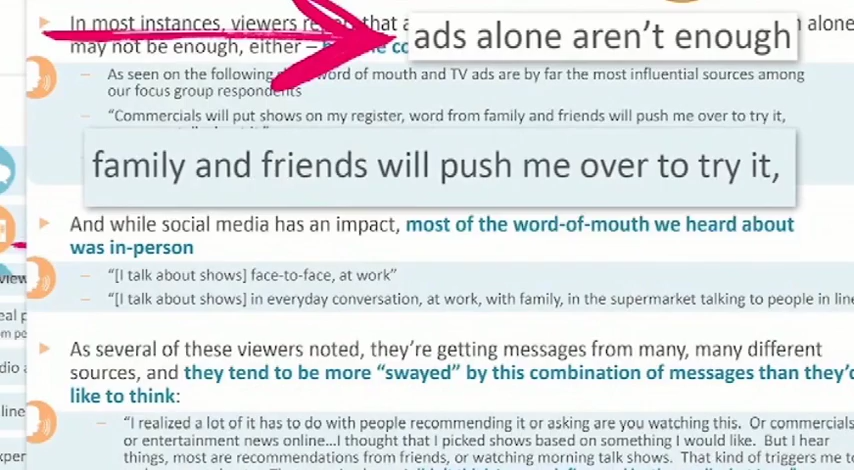 In most instances, viewers that
alone
may not be enough, either –
ads alone aren't enough
– As seen on the following word of mouth and TV ads are by far the most influential sources among
our focus group respondents
– "Commercials will put shows on my register, word from family and friends will push me over to try it,
family and friends will push me over to try it,
And while social media has an impact, most of the word-of-mouth we heard about
was in-person
– "[I talk about shows] face-to-face, at work"
– "[I talk about shows] in everyday conversation, at work, with family, in the supermarket talking to people in line
As several of these viewers noted, they're getting messages from many, many different
sources, and they tend to be more "swayed" by this combination of messages than they'd
like to think:
– "I realized a lot of it has to do with people recommending it or asking are you watching this. Or commercials
or entertainment news online...I thought that I picked shows based on something I would like. But I hear
things, most are recommendations from friends, or watching morning talk shows. That kind of triggers me to